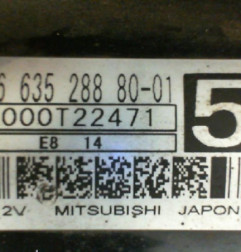 6 635 288 80-01
000T22471
5
E8 14
2V MITSUBISHI JAPON